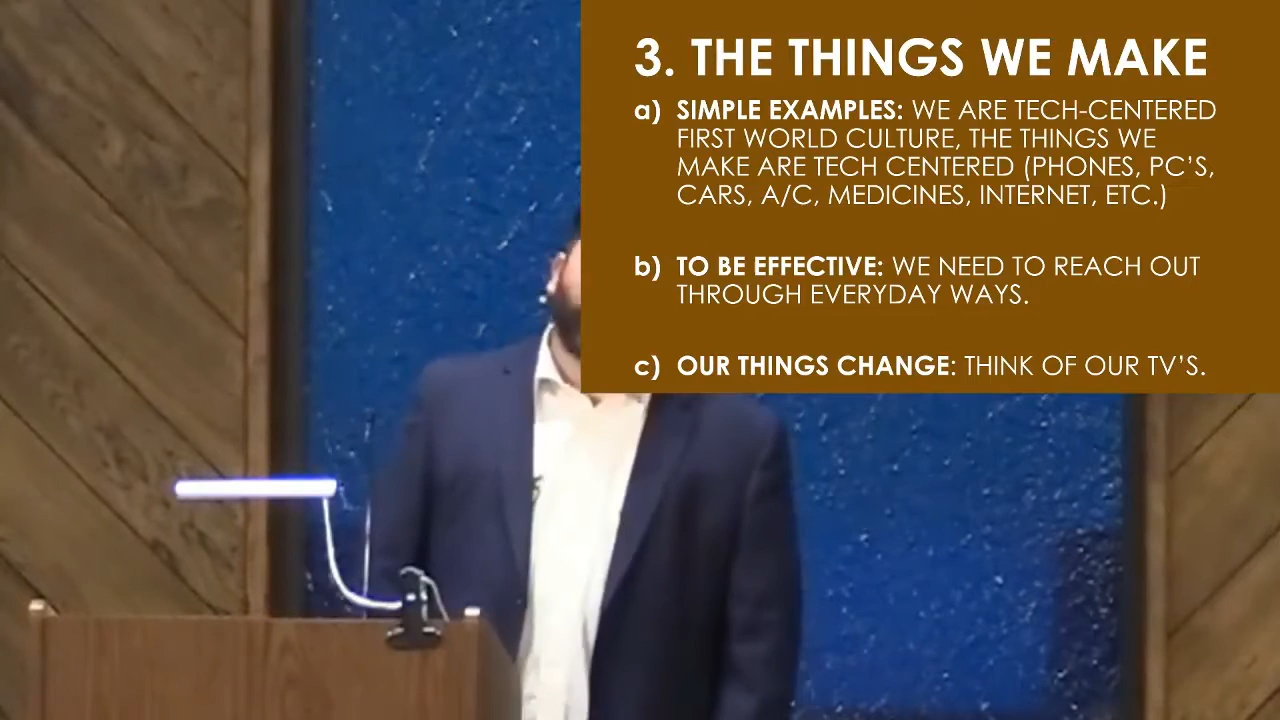 3. THE THINGS WE MAKE
a) SIMPLE EXAMPLES: WE ARE TECH-CENTERED
FIRST WORLD CULTURE, THE THINGS WE
MAKE ARE TECH CENTERED (PHONES, PC'S,
CARS, A/C, MEDICINES, INTERNET, ETC.)
b) TO BE EFFECTIVE: WE NEED TO REACH OUT
THROUGH EVERYDAY WAYS.
c) OUR THINGS CHANGE: THINK OF OUR TV'S.